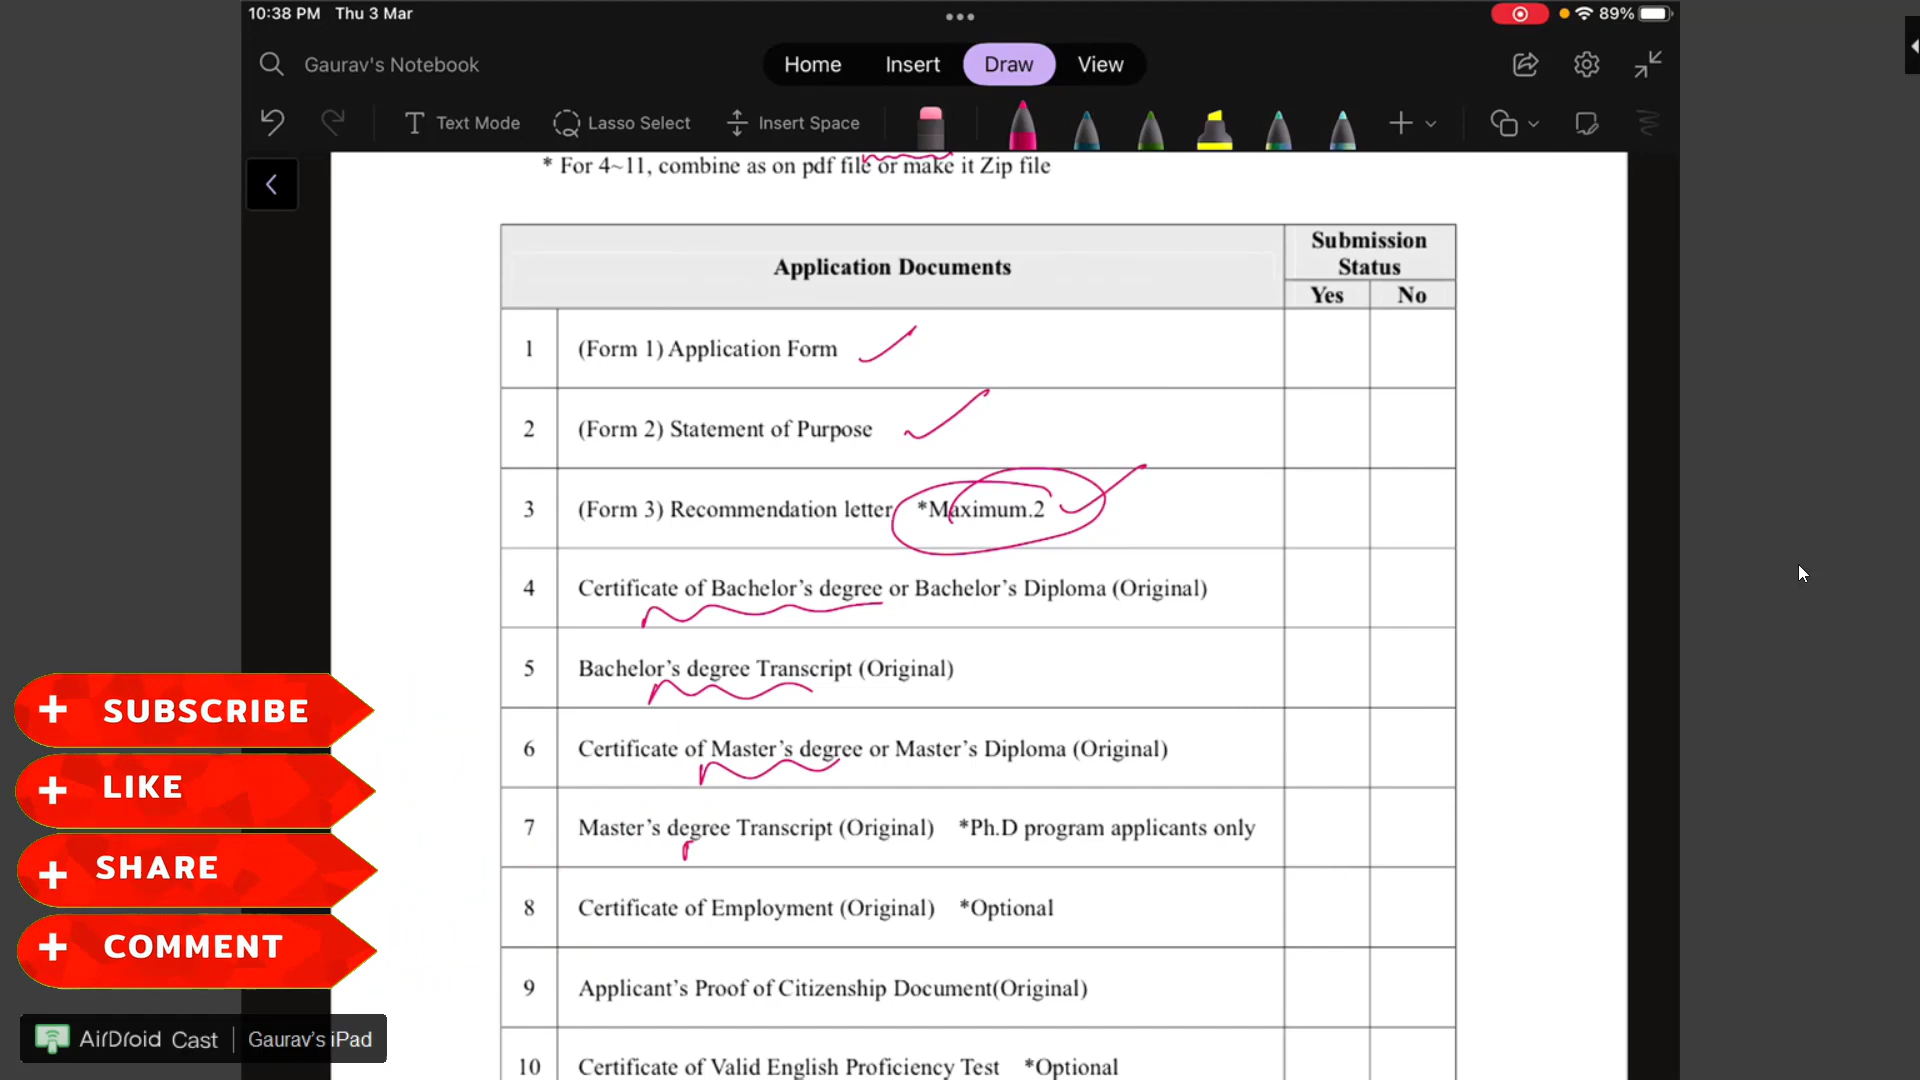 10:38 PM Thu 3 Mar
89%
Gaurav's Notebook
Home Insert Draw View
Text Mode Lasso Select Insert Space
* For 4~11, combine as on pdf file or make it Zip file
Application Documents
Submission Status
Yes No
1 (Form 1) Application Form
2 (Form 2) Statement of Purpose
3 (Form 3) Recommendation letter *Maximum.2
4 Certificate of Bachelor’s degree or Bachelor’s Diploma (Original)
5 Bachelor’s degree Transcript (Original)
6 Certificate of Master’s degree or Master’s Diploma (Original)
7 Master’s degree Transcript (Original) *Ph.D program applicants only
8 Certificate of Employment (Original) *Optional
9 Applicant’s Proof of Citizenship Document(Original)
10 Certificate of Valid English Proficiency Test *Optional
+ SUBSCRIBE
+ LIKE
+ SHARE
+ COMMENT
AirDroid Cast | Gaurav's iPad